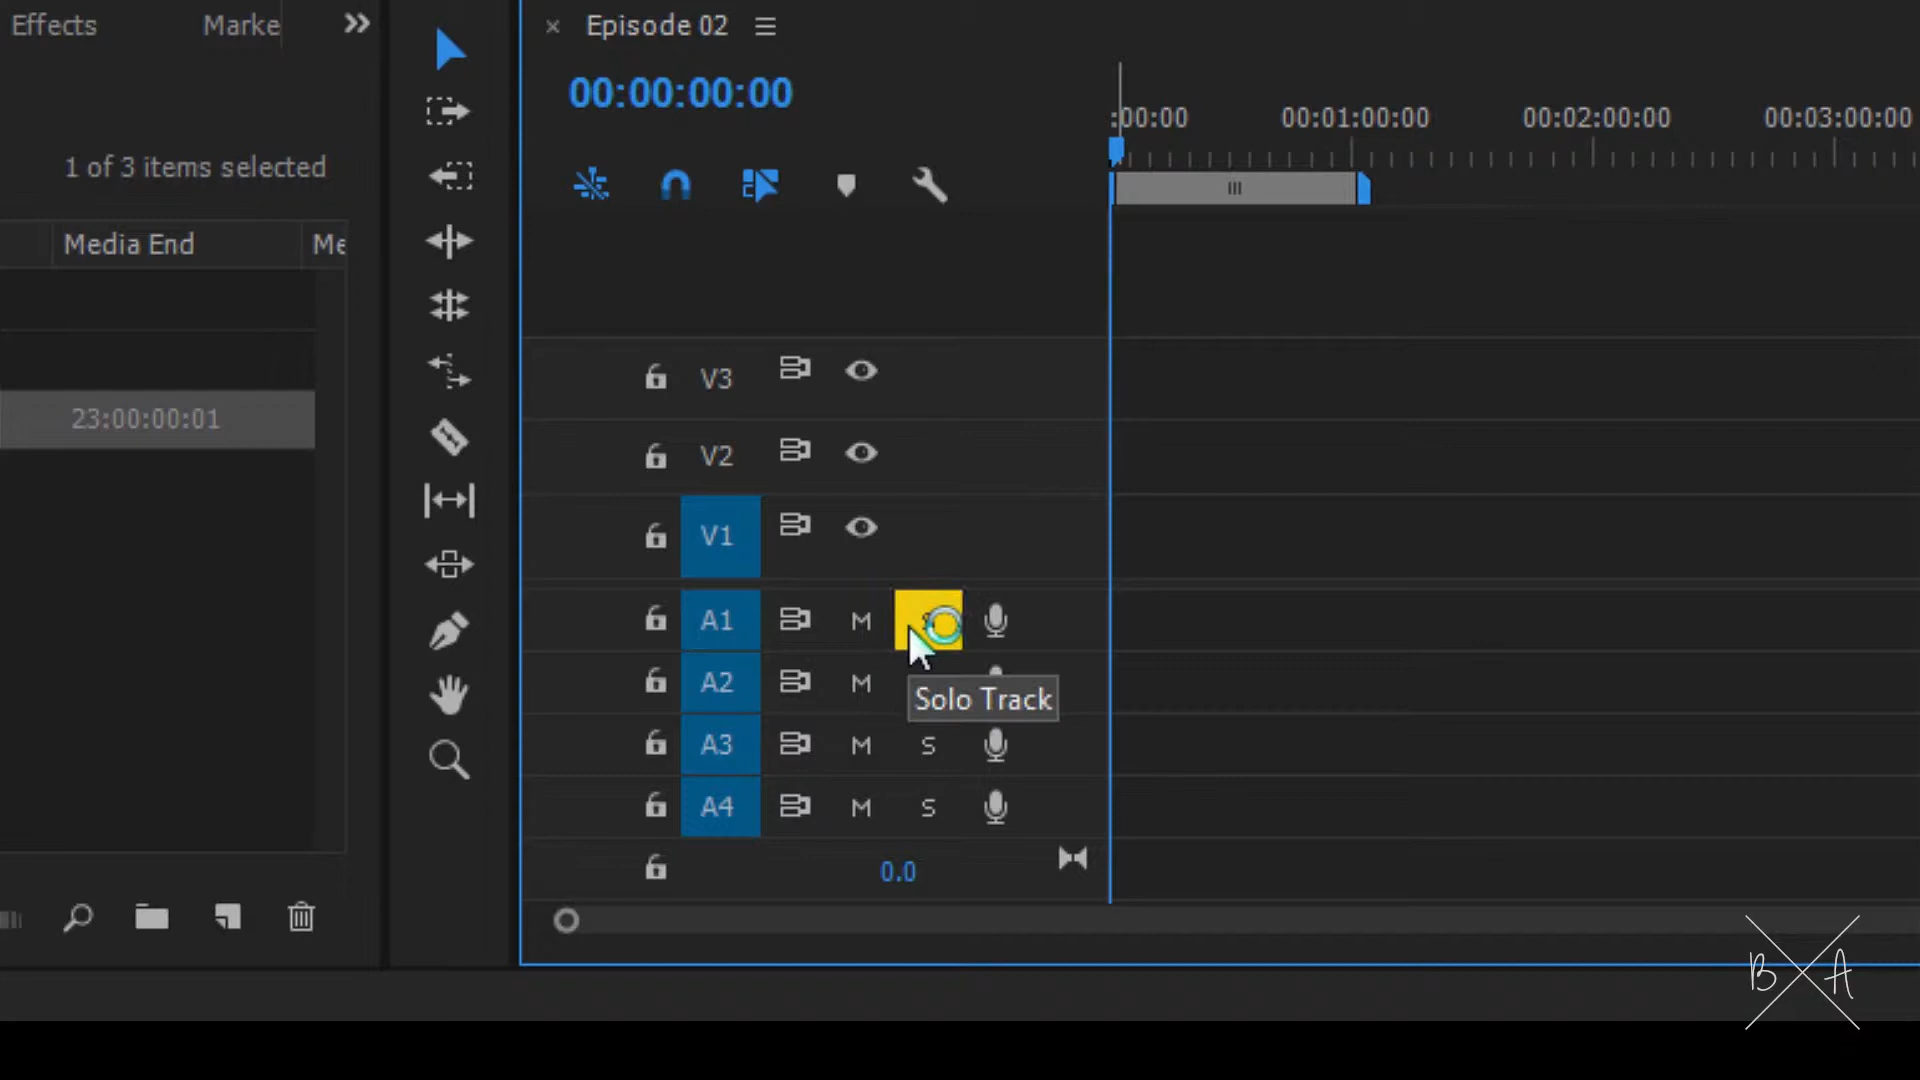 Effects Marke
Episode 02
00:00:00:00
:00:00 00:01:00:00 00:02:00:00 00:03:00:00
1 of 3 items selected
Media End Me
23:00:00:01
V3
V2
V1
A1 M
A2 M
Solo Track
A3 M S
A4 M S
0.0
B A